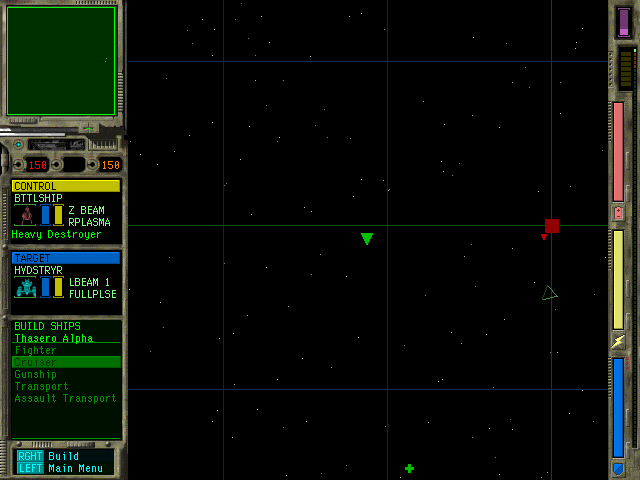 150 150
CONTROL
BTTLSHIP
Z BEAM
RPLASMA
Heavy Destroyer
TARGET
HVDSTRYR
LBEAM 1
FULLPLSE
BUILD SHIPS
Thasero Alpha
Fighter
Cruiser
Gunship
Transport
Assault Transport
RGHT Build
LEFT Main Menu